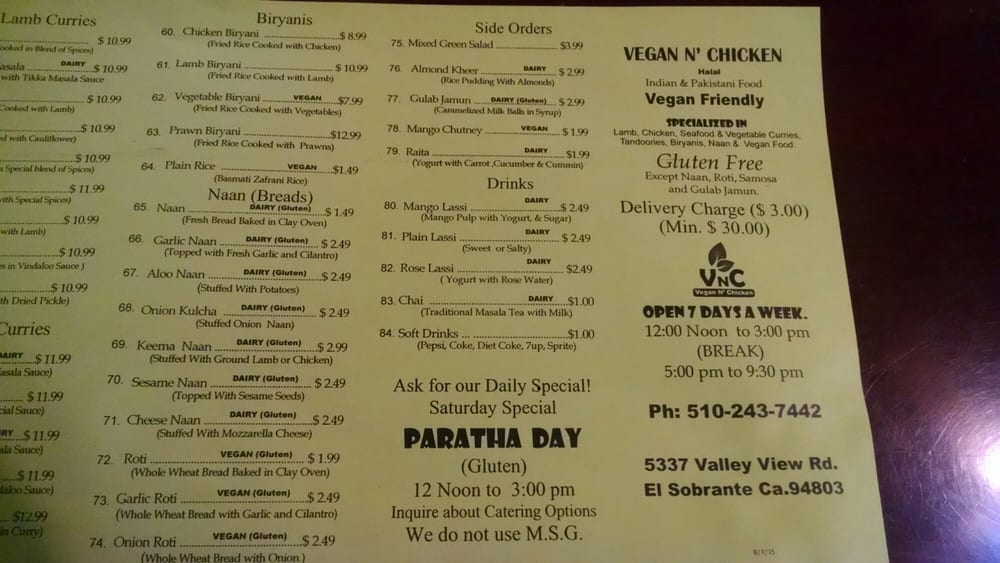 Lamb Curries
$ 10.99
ooked in Blend of Spices)
DAIRY
asala $ 10.99
with Tikka Masala Sauce
$ 10.99
Cooked with Lamb)
$ 10.99
d with Cauliflower)
$ 10.99
a Special blend of Spices)
$ 11.99
with Special Spices)
$ 10.99
with Lamb)
$ 10.99
es in Vindaloo Sauce )
$ 10.99
th Dried Pickle)
Curries
AIRY $ 11.99
asala Sauce)
$ 11.99
cial Sauce)
RY $ 11.99
ala Sauce)
$ 11.99
daloo Sauce)
$12.99
in Curry)
Biryanis
60. Chicken Biryani $ 8.99
(Fried Rice Cooked with Chicken)
61. Lamb Biryani $ 10.99
(Fried Rice Cooked with Lamb)
62. Vegetable Biryani VEGAN $7.99
(Fried Rice Cooked with Vegetables)
63. Prawn Biryani $12.99
(Fried Rice Cooked with Prawns)
64. Plain Rice VEGAN $1.49
(Basmati Zafrani Rice)
Naan (Breads)
65. Naan DAIRY (Gluten) $ 1.49
(Fresh Bread Baked in Clay Oven)
66. Garlic Naan DAIRY (Gluten) $ 2.49
(Topped with Fresh Garlic and Cilantro)
67. Aloo Naan DAIRY (Gluten) $ 2.49
(Stuffed With Potatoes)
68. Onion Kulcha DAIRY (Gluten) $ 2.49
(Stuffed Onion Naan)
69. Keema Naan DAIRY (Gluten) $ 2.99
(Stuffed With Ground Lamb or Chicken)
70. Sesame Naan DAIRY (Gluten) $ 2.49
(Topped With Sesame Seeds)
71. Cheese Naan DAIRY (Gluten) $ 2.49
(Stuffed With Mozzarella Cheese)
72. Roti VEGAN (Gluten) $ 1.99
(Whole Wheat Bread Baked in Clay Oven)
73. Garlic Roti VEGAN (Gluten) $ 2.49
(Whole Wheat Bread with Garlic and Cilantro)
74. Onion Roti VEGAN (Gluten) $ 2.49
(Whole Wheat Bread with Onion.)
Side Orders
75. Mixed Green Salad $3.99
76. Almond Kheer DAIRY $ 2.99
(Rice Pudding With Almonds)
77. Gulab Jamun DAIRY (Gluten) $ 2.99
(Caramelized Milk Balls in Syrup)
78. Mango Chutney VEGAN $ 1.99
79. Raita DAIRY $1.99
(Yogurt with Carrot ,Cucumber & Cummin)
Drinks
80. Mango Lassi DAIRY $ 2.49
(Mango Pulp with Yogurt, & Sugar)
81. Plain Lassi DAIRY $ 2.49
(Sweet or Salty)
82. Rose Lassi DAIRY $2.49
( Yogurt with Rose Water)
83. Chai DAIRY $1.00
(Traditional Masala Tea with Milk)
84. Soft Drinks $1.00
(Pepsi, Coke, Diet Coke, 7up, Sprite)
Ask for our Daily Special!
Saturday Special
PARATHA DAY
(Gluten)
12 Noon to 3:00 pm
Inquire about Catering Options
We do not use M.S.G.
VEGAN N' CHICKEN
Halal
Indian & Pakistani Food
Vegan Friendly
SPECIALIZED IN
Lamb, Chicken, Seafood & Vegetable Curries,
Tandoories, Biryanis, Naan & Vegan Food.
Gluten Free
Except Naan, Roti, Samosa
and Gulab Jamun.
Delivery Charge ($ 3.00)
(Min. $ 30.00)
VNC
Vegan N' Chicken
OPEN 7 DAYS A WEEK.
12:00 Noon to 3:00 pm
(BREAK)
5:00 pm to 9:30 pm
Ph: 510-243-7442
5337 Valley View Rd.
El Sobrante Ca.94803
8/1/15